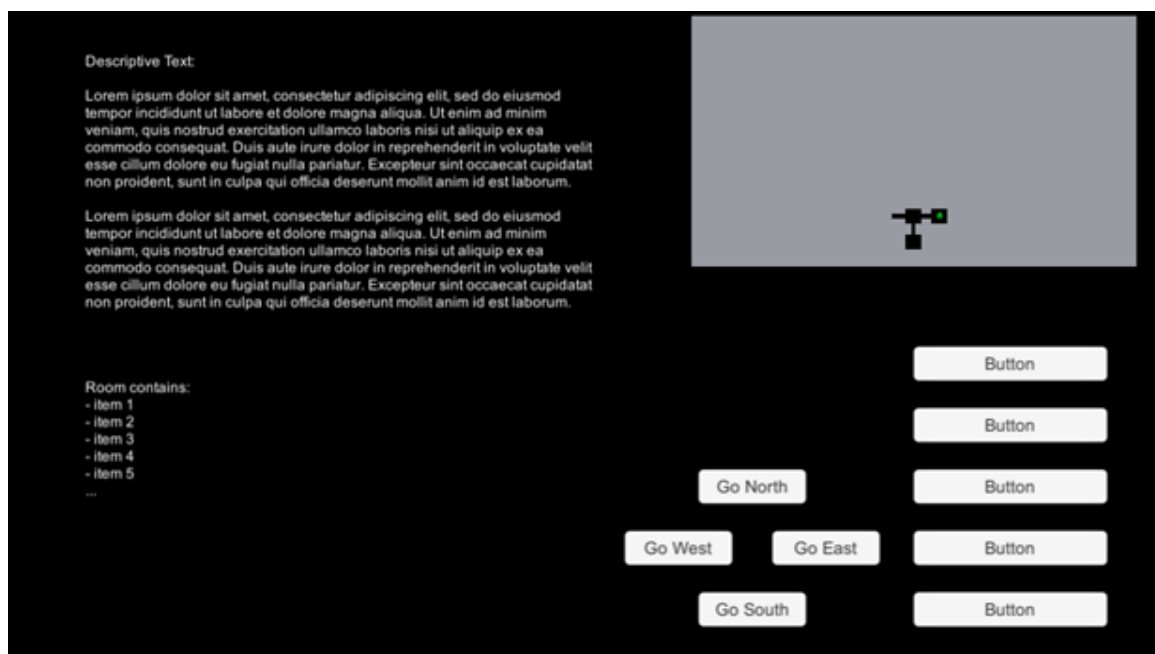 Descriptive Text:
Lorem ipsum dolor sit amet, consectetur adipiscing elit, sed do eiusmod
tempor incididunt ut labore et dolore magna aliqua. Ut enim ad minim
veniam, quis nostrud exercitation ullamco laboris nisi ut aliquip ex ea
commodo consequat. Duis aute irure dolor in reprehenderit in voluptate velit
esse cillum dolore eu fugiat nulla pariatur. Excepteur sint occaecat cupidatat
non proident, sunt in culpa qui officia deserunt mollit anim id est laborum.
Lorem ipsum dolor sit amet, consectetur adipiscing elit, sed do eiusmod
tempor incididunt ut labore et dolore magna aliqua. Ut enim ad minim
veniam, quis nostrud exercitation ullamco laboris nisi ut aliquip ex ea
commodo consequat. Duis aute irure dolor in reprehenderit in voluptate velit
esse cillum dolore eu fugiat nulla pariatur. Excepteur sint occaecat cupidatat
non proident, sunt in culpa qui officia deserunt mollit anim id est laborum.
Room contains:
- item 1
- item 2
- item 3
- item 4
- item 5
...
Button
Button
Go North
Button
Go West
Go East
Button
Go South
Button